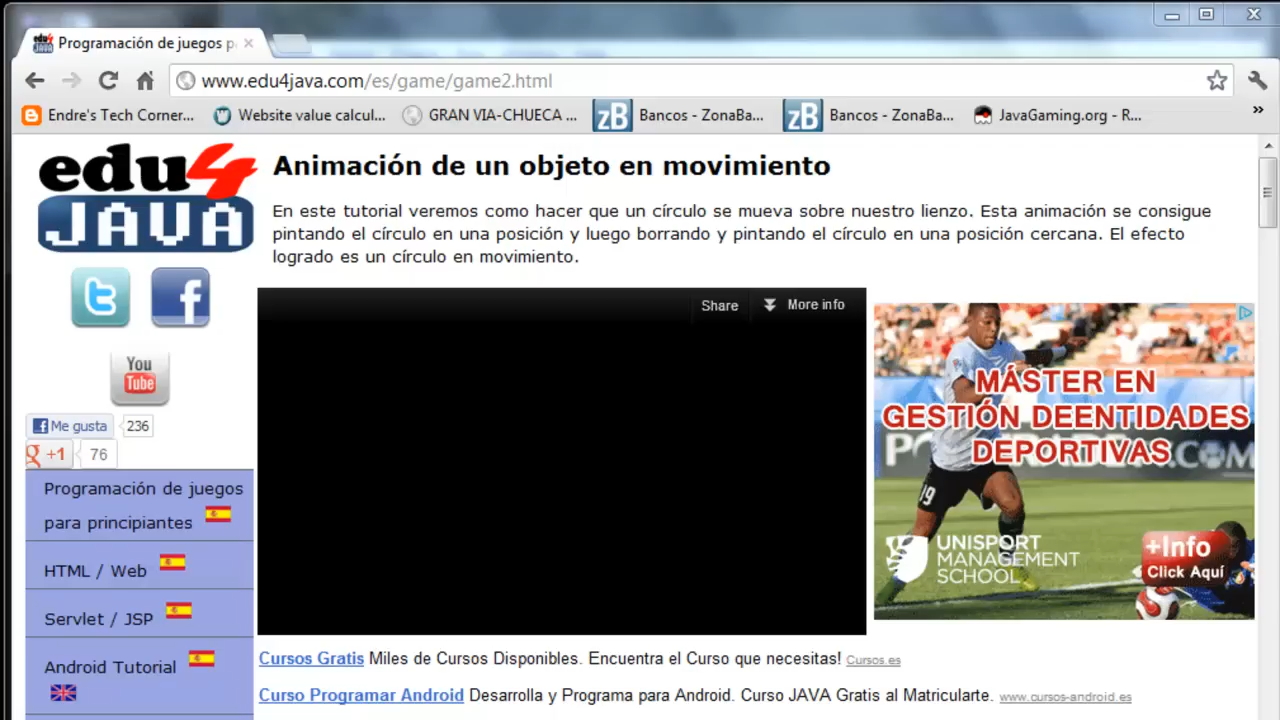 Programación de juegos p
www.edu4java.com/es/game/game2.html
Endre's Tech Corner... Website value calcul... GRAN VIA-CHUECA ... zB Bancos - ZonaBa... zB Bancos - ZonaBa... JavaGaming.org - R... »
edu4
JAVA
Animación de un objeto en movimiento
En este tutorial veremos como hacer que un círculo se mueva sobre nuestro lienzo. Esta animación se consigue
pintando el círculo en una posición y luego borrando y pintando el círculo en una posición cercana. El efecto
logrado es un círculo en movimiento.
Share More info
You
Tube
Me gusta 236
+1 76
MÁSTER EN
GESTIÓN DEENTIDADES
DEPORTIVAS
19
UNISPORT
MANAGEMENT
SCHOOL
+Info
Click Aquí
Programación de juegos
para principiantes
HTML / Web
Servlet / JSP
Android Tutorial
Cursos Gratis Miles de Cursos Disponibles. Encuentra el Curso que necesitas! Cursos.es
Curso Programar Android Desarrolla y Programa para Android. Curso JAVA Gratis al Matricularte. www.cursos-android.es